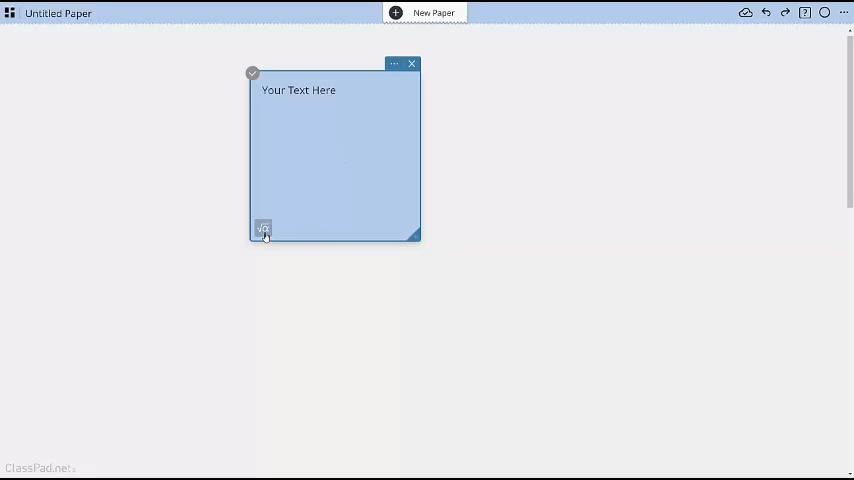 Untitled Paper
New Paper
Your Text Here
√α
ClassPad.net